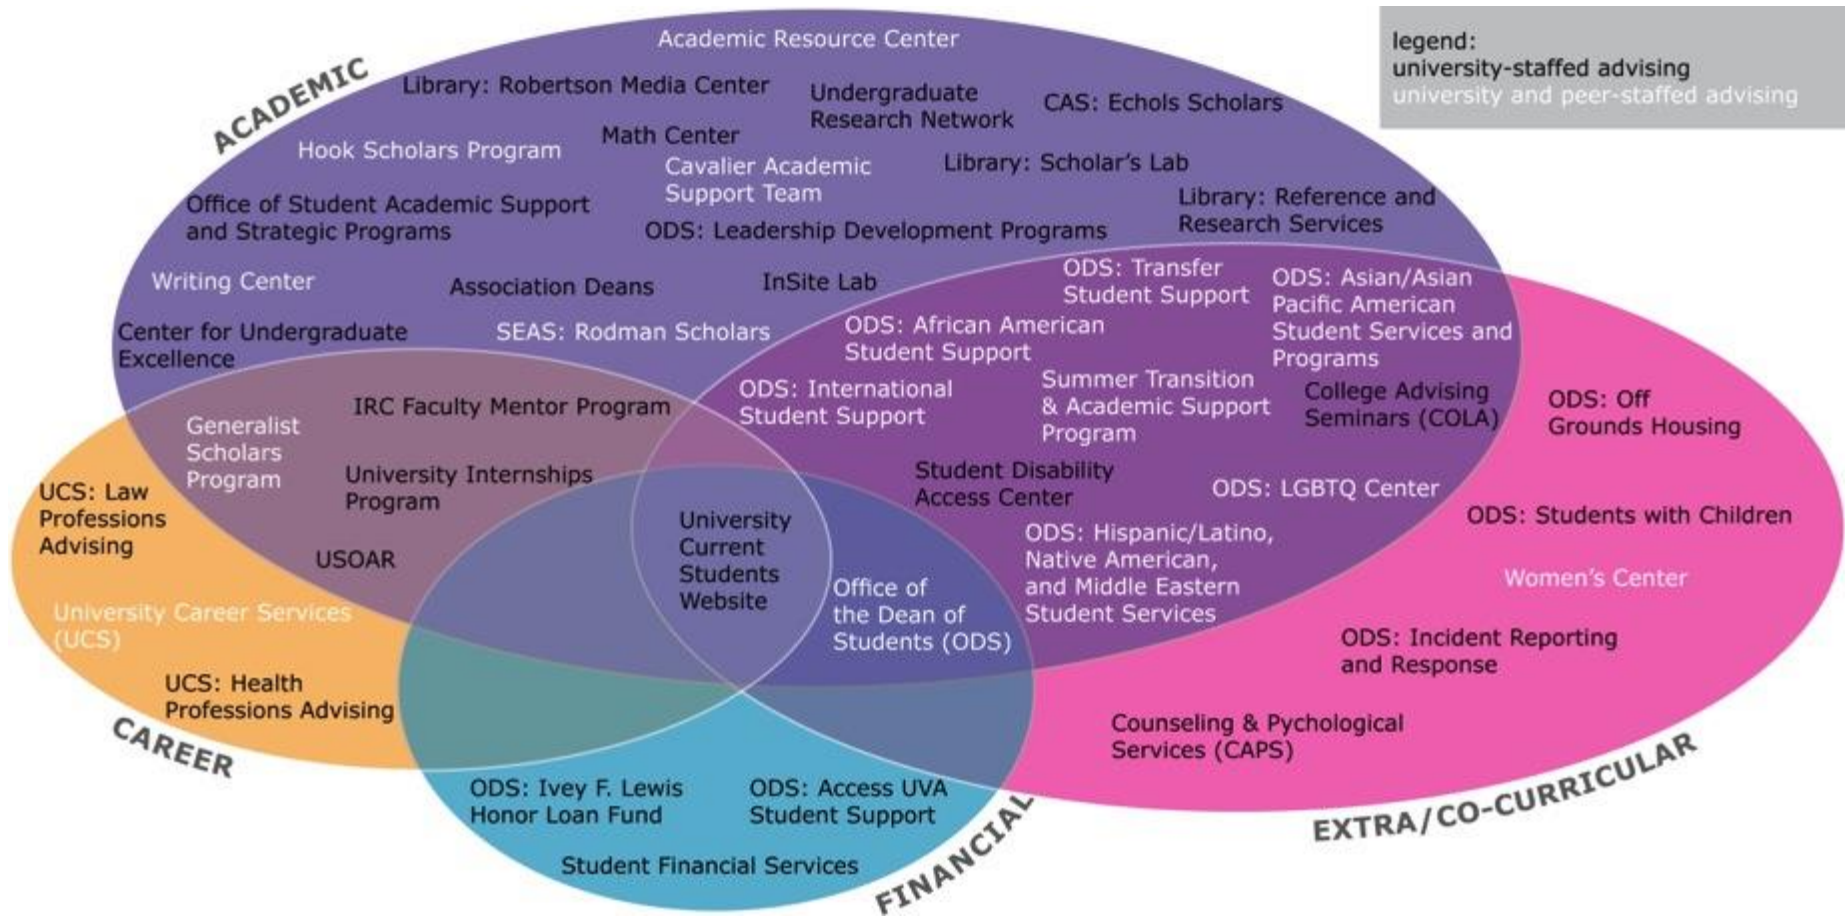 Academic Resource Center
legend:
university-staffed advising
university and peer-staffed advising
ACADEMIC
Library: Robertson Media Center
Undergraduate
Research Network
CAS: Echols Scholars
Math Center
Hook Scholars Program
Cavalier Academic
Support Team
Library: Scholar's Lab
Office of Student Academic Support
and Strategic Programs
Library: Reference and
Research Services
ODS: Leadership Development Programs
Writing Center
Association Deans
InSite Lab
ODS: Transfer
Student Support
ODS: Asian/Asian
Pacific American
Student Services and
Programs
Center for Undergraduate
Excellence
SEAS: Rodman Scholars
ODS: African American
Student Support
IRC Faculty Mentor Program
ODS: International
Student Support
Summer Transition
& Academic Support
Program
College Advising
Seminars (COLA)
ODS: Off
Grounds Housing
Generalist
Scholars
Program
University Internships
Program
Student Disability
Access Center
ODS: LGBTQ Center
UCS: Law
Professions
Advising
ODS: Students with Children
USOAR
University
Current
Students
Website
ODS: Hispanic/Latino,
Native American,
and Middle Eastern
Student Services
Women's Center
Office of
the Dean of
Students (ODS)
University Career Services
(UCS)
ODS: Incident Reporting
and Response
UCS: Health
Professions Advising
Counseling & Pychological
Services (CAPS)
CAREER
ODS: Ivey F. Lewis
Honor Loan Fund
ODS: Access UVA
Student Support
EXTRA/CO-CURRICULAR
Student Financial Services
FINANCIAL